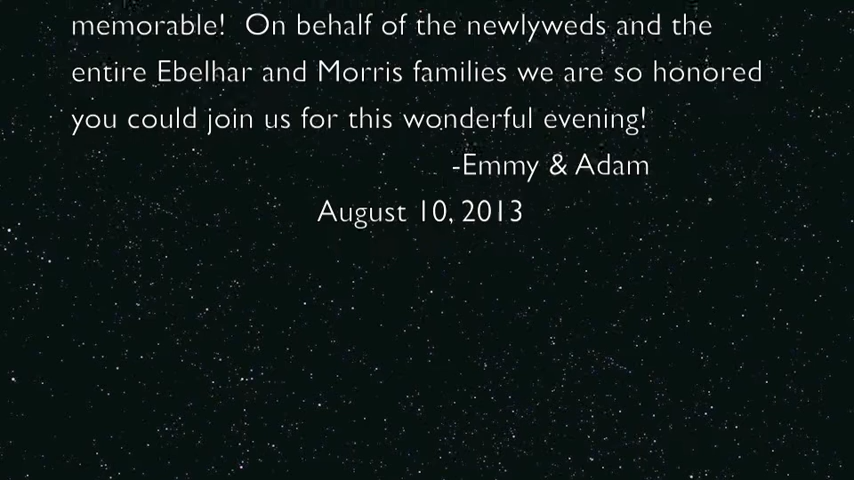 memorable!  On behalf of the newlyweds and the
entire Ebelhar and Morris families we are so honored
you could join us for this wonderful evening!
-Emmy & Adam
August 10, 2013